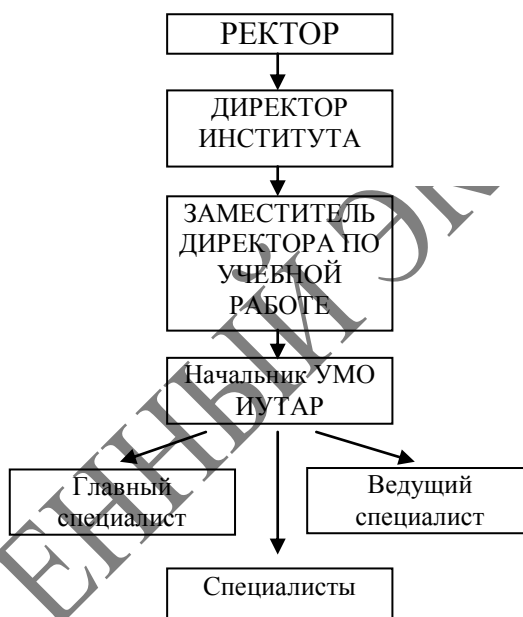 РЕКТОР
ДИРЕКТОР
ИНСТИТУТА
ЗАМЕСТИТЕЛЬ
ДИРЕКТОРА ПО
УЧЕБНОЙ
РАБОТЕ
Начальник УМО
ИУТАР
Главный
специалист
Ведущий
специалист
Специалисты